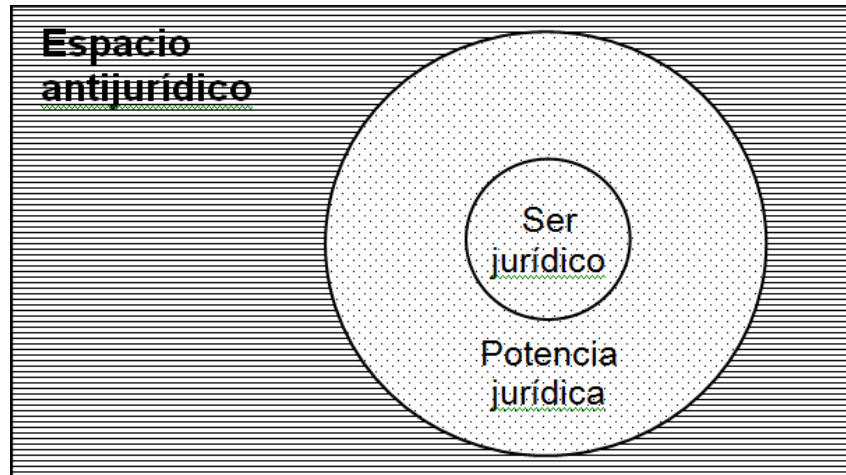 Espacio
antijurídico
Ser
jurídico
Potencia
jurídica